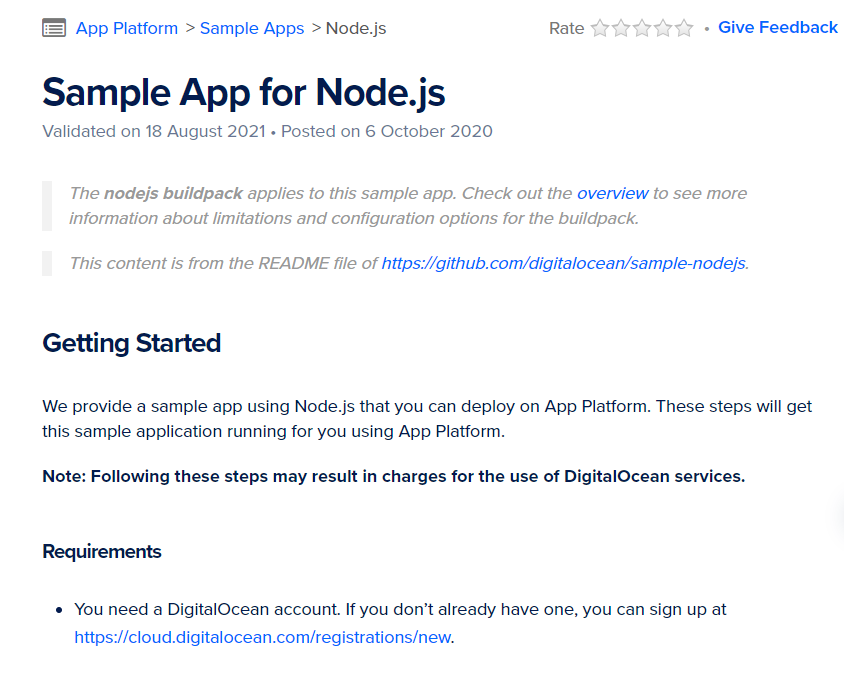 App Platform > Sample Apps > Node.js
Rate • Give Feedback
Sample App for Node.js
Validated on 18 August 2021 • Posted on 6 October 2020
The nodejs buildpack applies to this sample app. Check out the overview to see more
information about limitations and configuration options for the buildpack.
This content is from the README file of https://github.com/digitalocean/sample-nodejs.
Getting Started
We provide a sample app using Node.js that you can deploy on App Platform. These steps will get
this sample application running for you using App Platform.
Note: Following these steps may result in charges for the use of DigitalOcean services.
Requirements
• You need a DigitalOcean account. If you don’t already have one, you can sign up at
https://cloud.digitalocean.com/registrations/new.